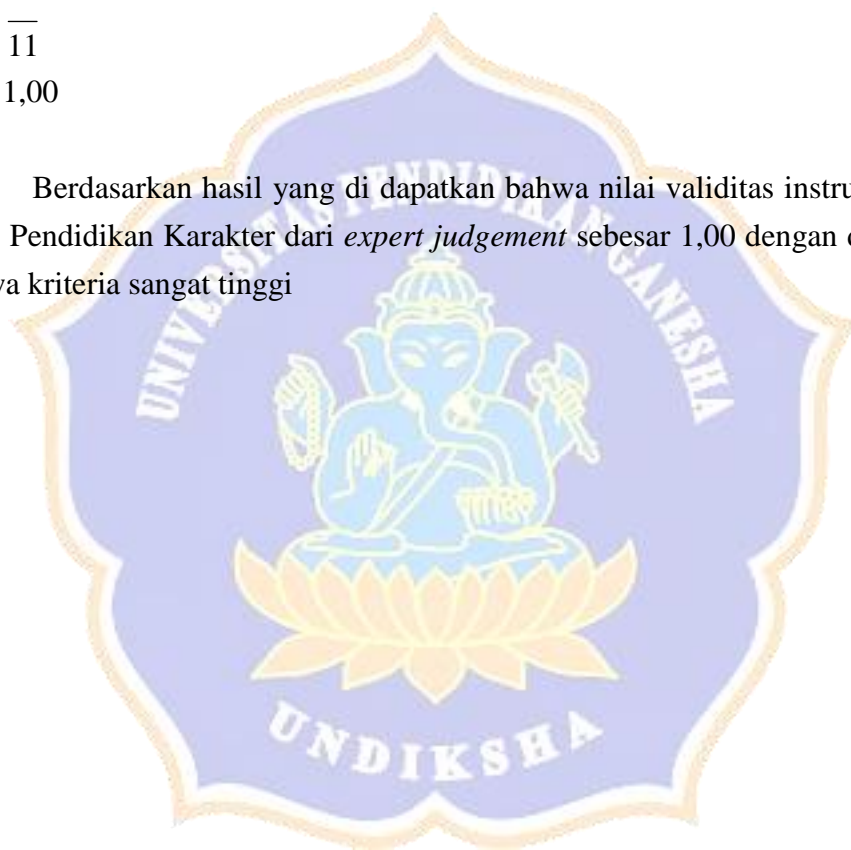 11
1,00
Berdasarkan hasil yang di dapatkan bahwa nilai validitas
Pendidikan Karakter dari expert judgement sebesar 1,00 dengan
kriteria sangat tinggi
UNIVERSITAS PENDIDIKAN GANESHA
UNDIKSHA